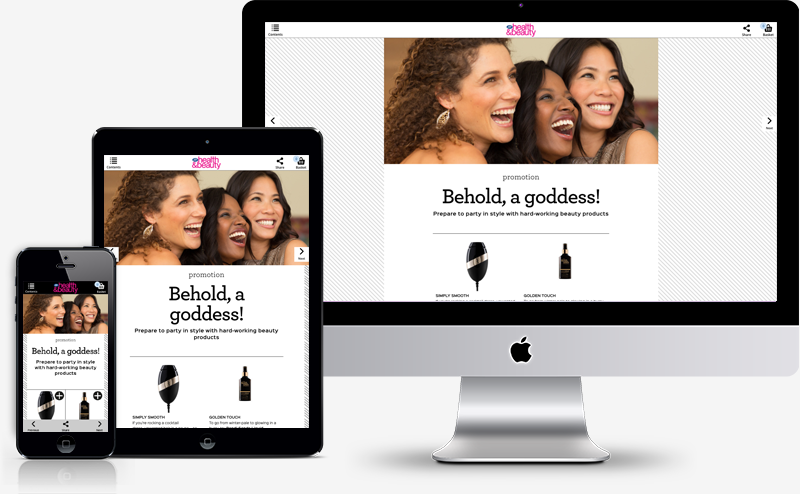 Contents
health
&beauty
Share
Basket
Next
promotion
Behold, a goddess!
Prepare to party in style with hard-working beauty products
SIMPLY SMOOTH
GOLDEN TOUCH
Contents
health
&beauty
Share
Basket
Next
promotion
Behold, a
goddess!
Prepare to party in style with hard-working beauty
products
SIMPLY SMOOTH
GOLDEN TOUCH
If you're rocking a cocktail
To go from winter-pale to glowing in a
Contents
health
&beauty
Basket
promotion
Behold, a goddess!
Prepare to party in style
with hard-working beauty
products
Previous
Share
Next